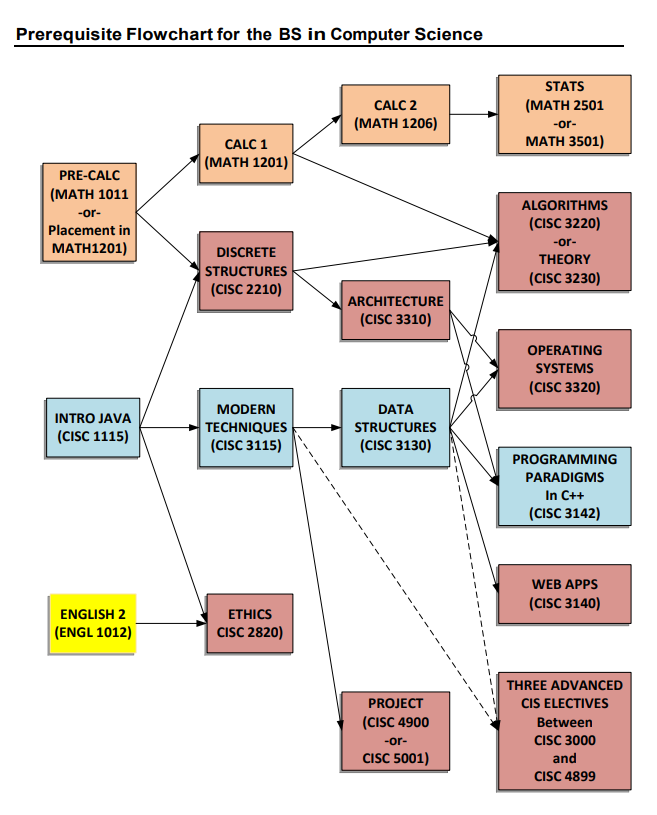 Prerequisite Flowchart for the BS in Computer Science
PRE-CALC
(MATH 1011
-or-
Placement in
MATH1201)
CALC 1
(MATH 1201)
CALC 2
(MATH 1206)
STATS
(MATH 2501
-or-
MATH 3501)
DISCRETE
STRUCTURES
(CISC 2210)
ALGORITHMS
(CISC 3220)
-or-
THEORY
(CISC 3230)
ARCHITECTURE
(CISC 3310)
OPERATING
SYSTEMS
(CISC 3320)
INTRO JAVA
(CISC 1115)
MODERN
TECHNIQUES
(CISC 3115)
DATA
STRUCTURES
(CISC 3130)
PROGRAMMING
PARADIGMS
In C++
(CISC 3142)
WEB APPS
(CISC 3140)
ENGLISH 2
(ENGL 1012)
ETHICS
CISC 2820)
PROJECT
(CISC 4900
-or-
CISC 5001)
THREE ADVANCED
CIS ELECTIVES
Between
CISC 3000
and
CISC 4899